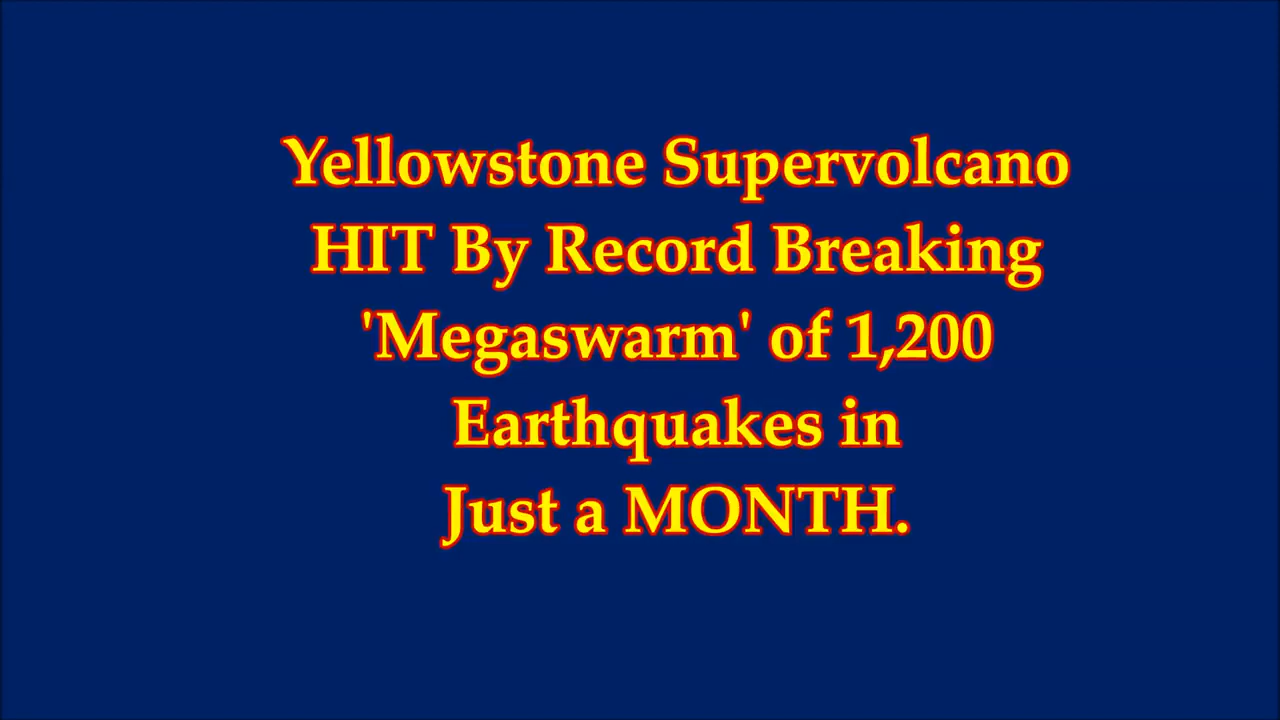 Yellowstone Supervolcano
HIT By Record Breaking
'Megaswarm' of 1,200
Earthquakes in
Just a MONTH.